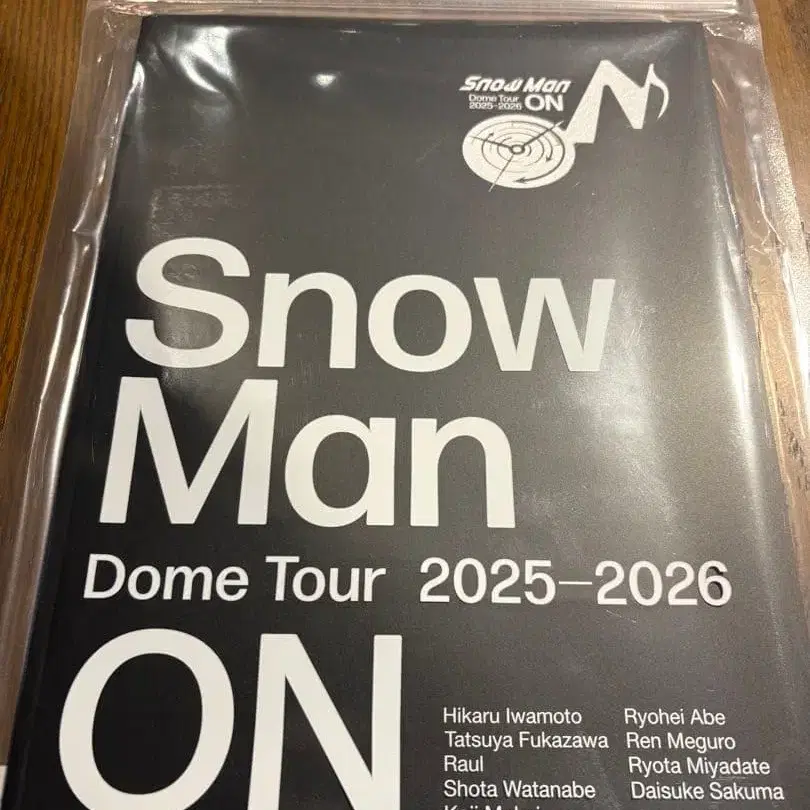 Snow Man
Dome Tour
2025-2026 ON
Snow
Man
Dome Tour 2025–2026
ON
Hikaru Iwamoto Ryohei Abe
Tatsuya Fukazawa Ren Meguro
Raul Ryota Miyadate
Shota Watanabe Daisuke Sakuma
Koji